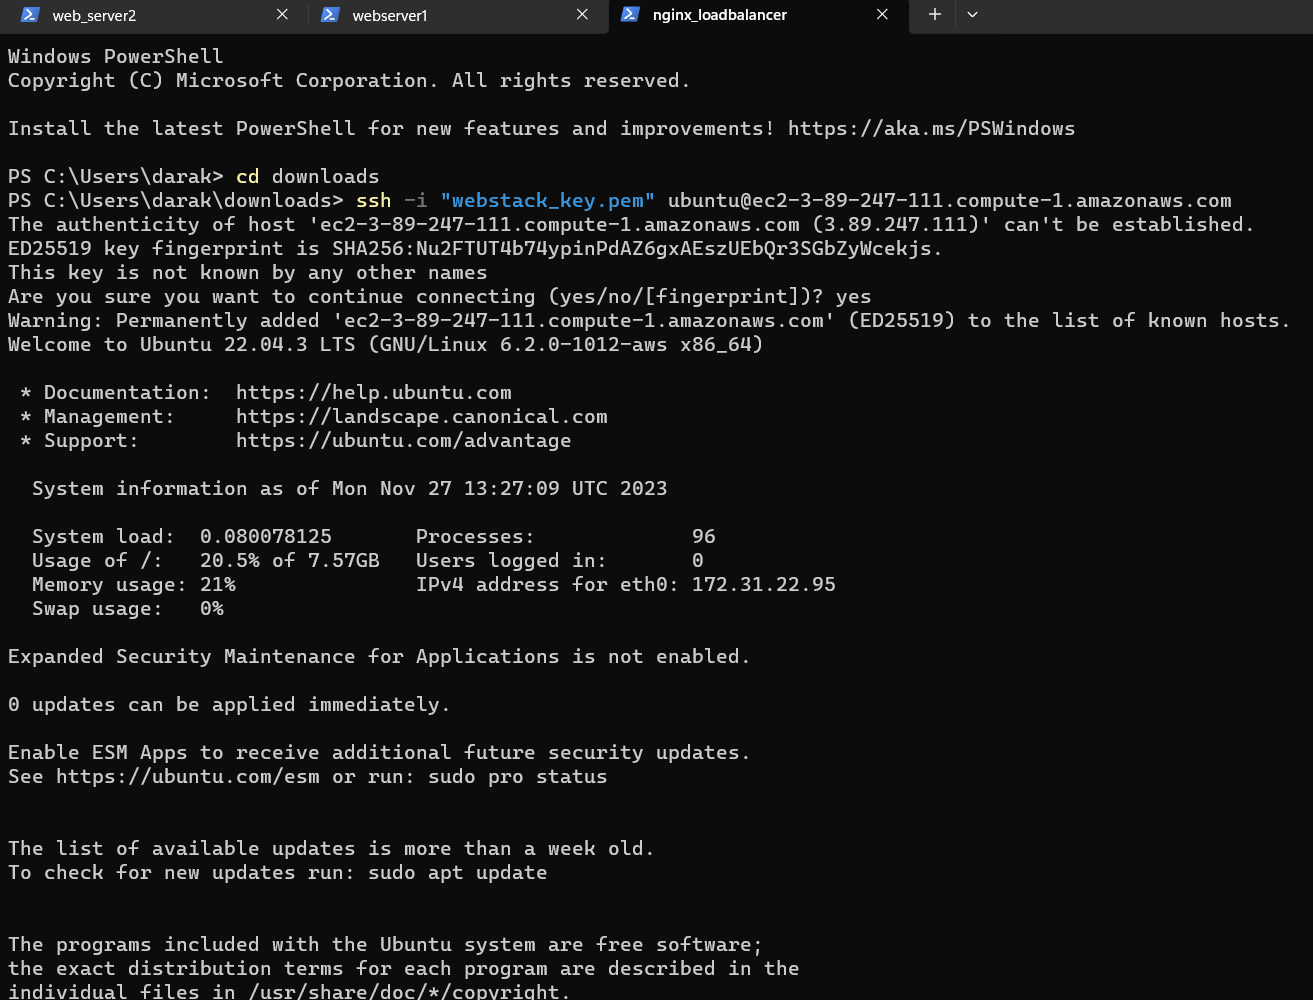 web_server2
webserver1
nginx_loadbalancer
Windows PowerShell
Copyright (C) Microsoft Corporation. All rights reserved.
Install the latest PowerShell for new features and improvements! https://aka.ms/PSWindows
PS C:\Users\darak> cd downloads
PS C:\Users\darak\downloads> ssh -i "webstack_key.pem" ubuntu@ec2-3-89-247-111.compute-1.amazonaws.com
The authenticity of host 'ec2-3-89-247-111.compute-1.amazonaws.com (3.89.247.111)' can't be established.
ED25519 key fingerprint is SHA256:Nu2FTUT4b74ypinPdAZ6gxAEszUEbQr3SGbZyWcekjs.
This key is not known by any other names
Are you sure you want to continue connecting (yes/no/[fingerprint])? yes
Warning: Permanently added 'ec2-3-89-247-111.compute-1.amazonaws.com' (ED25519) to the list of known hosts.
Welcome to Ubuntu 22.04.3 LTS (GNU/Linux 6.2.0-1012-aws x86_64)
* Documentation:  https://help.ubuntu.com
* Management:     https://landscape.canonical.com
* Support:        https://ubuntu.com/advantage
System information as of Mon Nov 27 13:27:09 UTC 2023
System load:  0.080078125       Processes:             96
Usage of /:   20.5% of 7.57GB   Users logged in:       0
Memory usage: 21%               IPv4 address for eth0: 172.31.22.95
Swap usage:   0%
Expanded Security Maintenance for Applications is not enabled.
0 updates can be applied immediately.
Enable ESM Apps to receive additional future security updates.
See https://ubuntu.com/esm or run: sudo pro status
The list of available updates is more than a week old.
To check for new updates run: sudo apt update
The programs included with the Ubuntu system are free software;
the exact distribution terms for each program are described in the
individual files in /usr/share/doc/*/copyright.